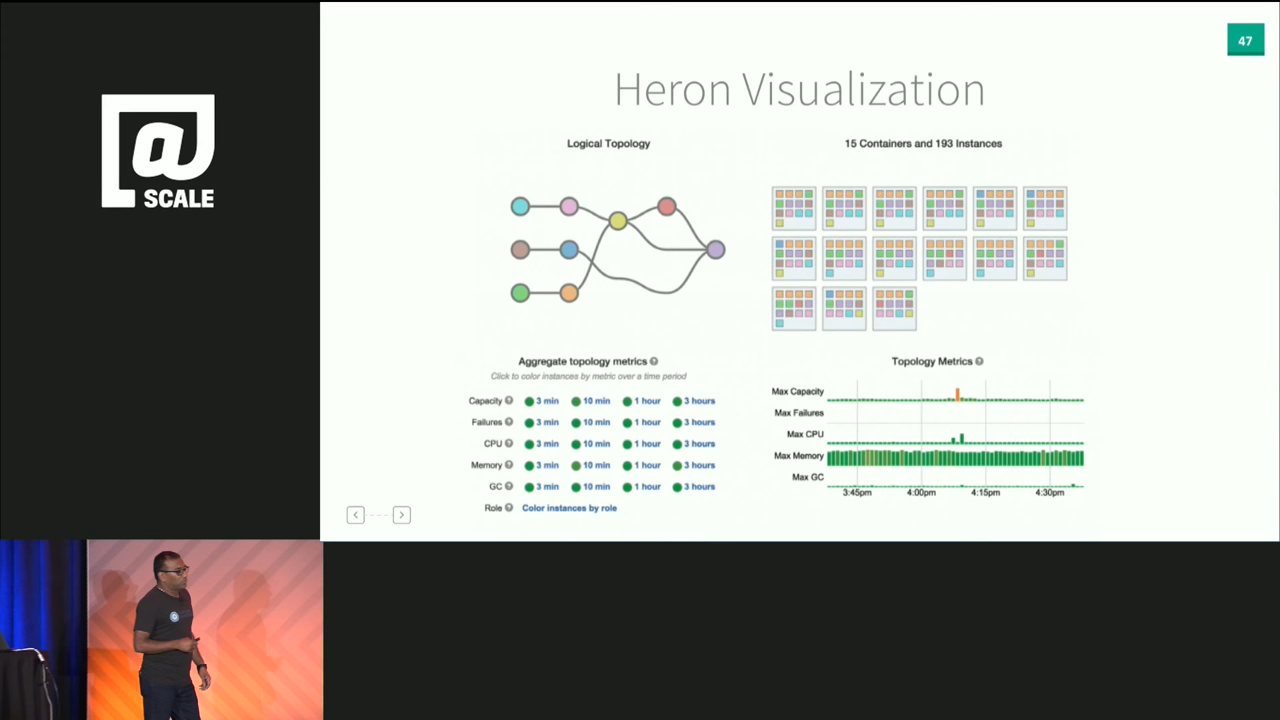 @
SCALE
47
Heron Visualization
Logical Topology
15 Containers and 193 Instances
Aggregate topology metrics ?
Click to color instances by metric over a time period
Capacity ? 3 min 10 min 1 hour 3 hours
Failures ? 3 min 10 min 1 hour 3 hours
CPU ? 3 min 10 min 1 hour 3 hours
Memory ? 3 min 10 min 1 hour 3 hours
GC ? 3 min 10 min 1 hour 3 hours
Role ? Color instances by role
Topology Metrics ?
Max Capacity
Max Failures
Max CPU
Max Memory
Max GC
3:45pm 4:00pm 4:15pm 4:30pm